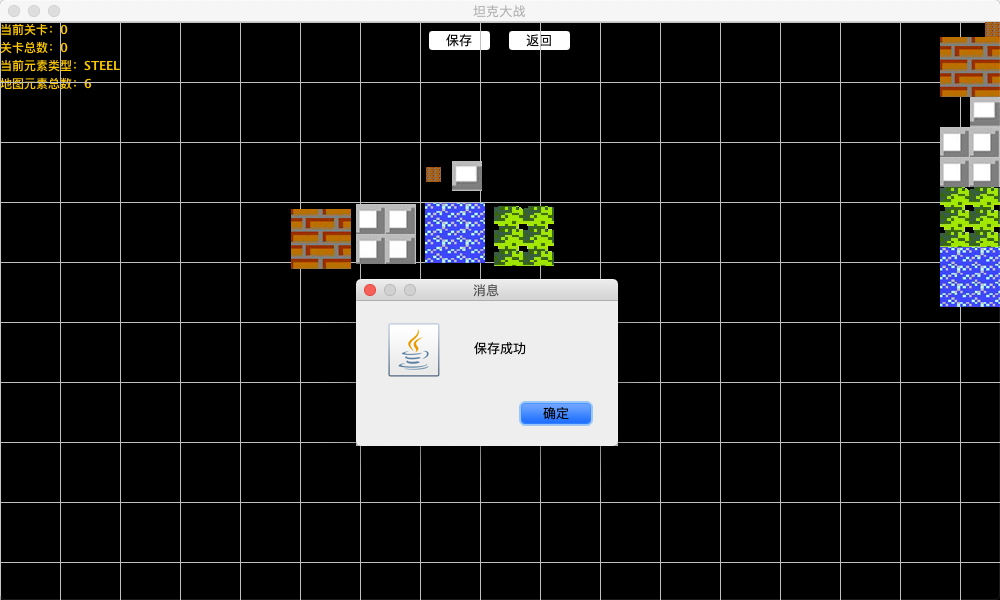 坦克大战
当前关卡：0
关卡总数：0
当前元素类型：STEEL
地图元素总数：6
保存
返回
消息
保存成功
确定